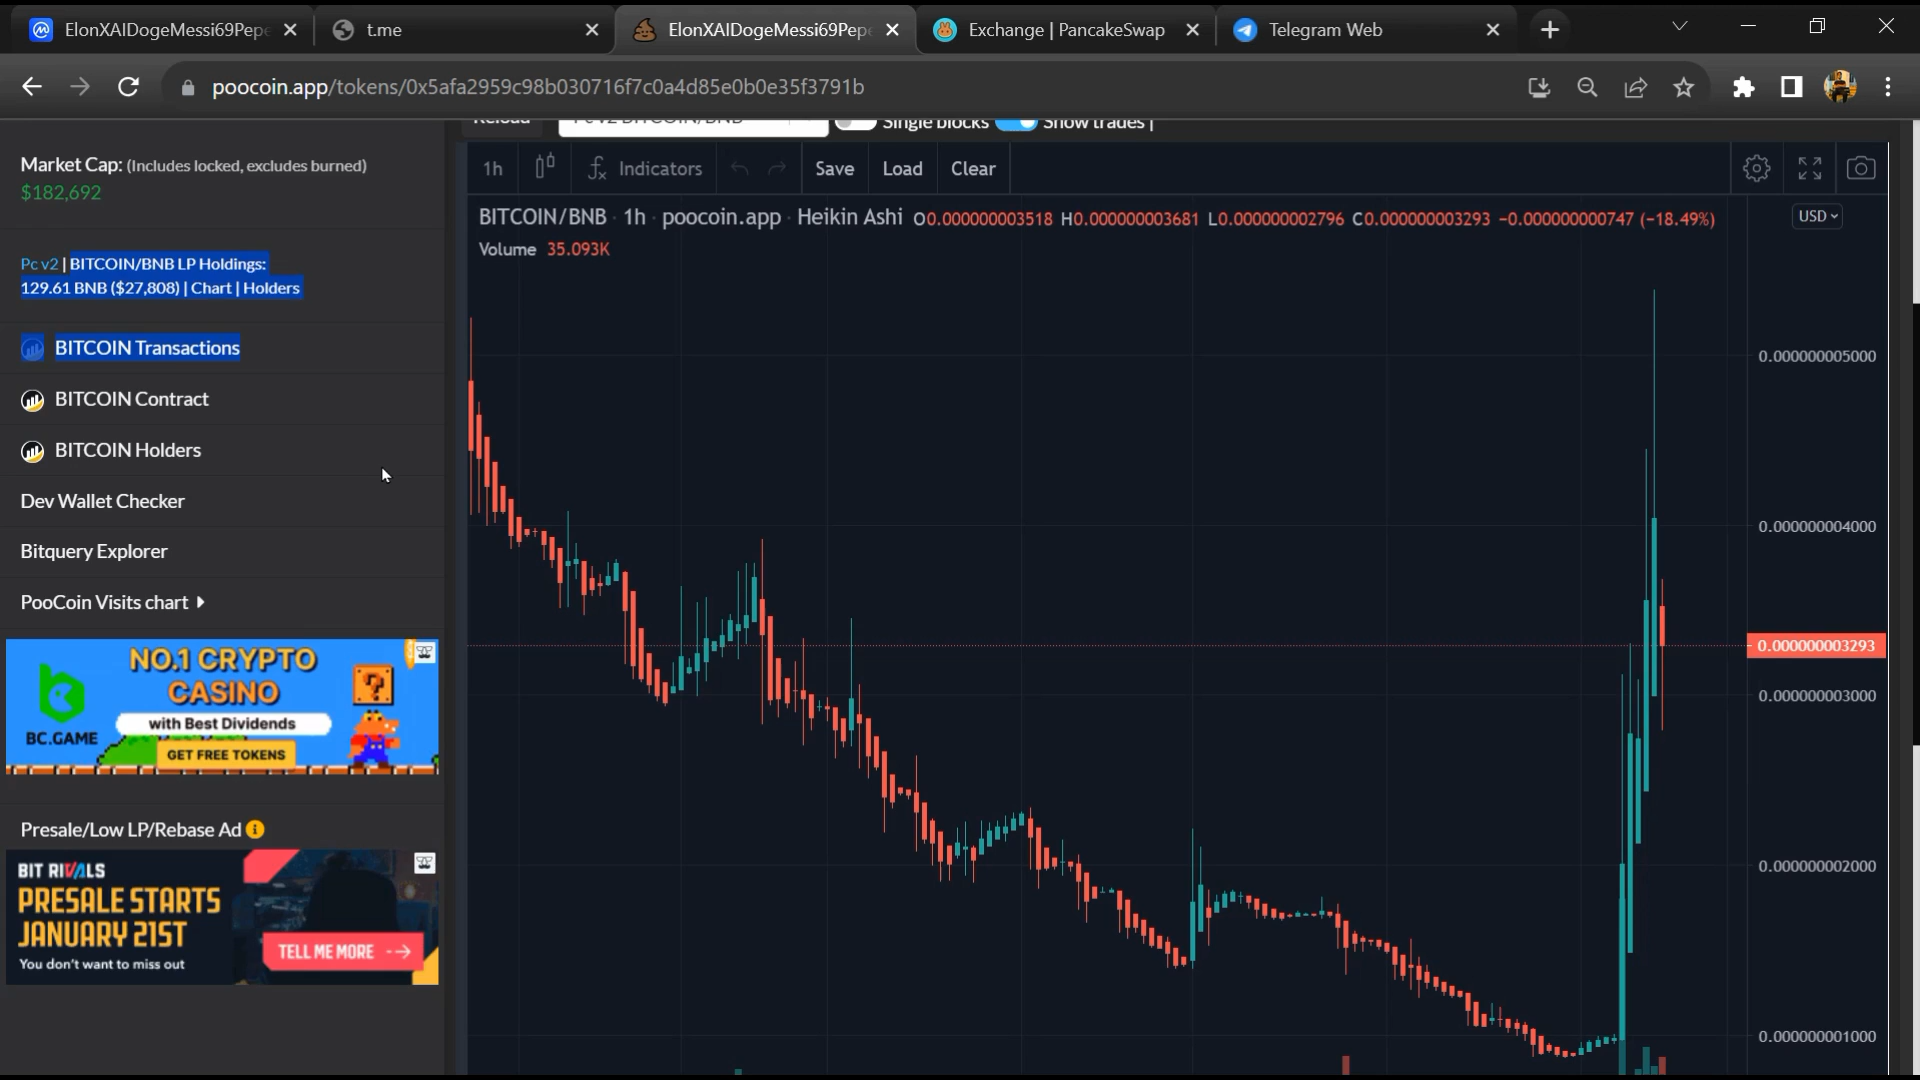 ElonXAIDogeMessi69Pepe
t.me
ElonXAIDogeMessi69Pepe
Exchange | PancakeSwap
Telegram Web
poocoin.app/tokens/0x5afa2959c98b030716f7c0a4d85e0b0e35f3791b
Reload
Single blocks
Show trades |
Market Cap: (Includes locked, excludes burned)
$182,692
Pc v2 | BITCOIN/BNB LP Holdings:
129.61 BNB ($27,808) | Chart | Holders
BITCOIN Transactions
BITCOIN Contract
BITCOIN Holders
Dev Wallet Checker
Bitquery Explorer
PooCoin Visits chart
NO.1 CRYPTO
CASINO
with Best Dividends
GET FREE TOKENS
BC.GAME
Presale/Low LP/Rebase Ad
BIT RIVALS
PRESALE STARTS
JANUARY 21ST
You don't want to miss out
TELL ME MORE
1h
Indicators
Save
Load
Clear
BITCOIN/BNB · 1h · poocoin.app · Heikin Ashi O0.000000003518 H0.000000003681 L0.000000002796 C0.000000003293 −0.000000000747 (−18.49%)
USD
Volume 35.093K
0.000000005000
0.000000004000
0.000000003293
0.000000003000
0.000000002000
0.000000001000